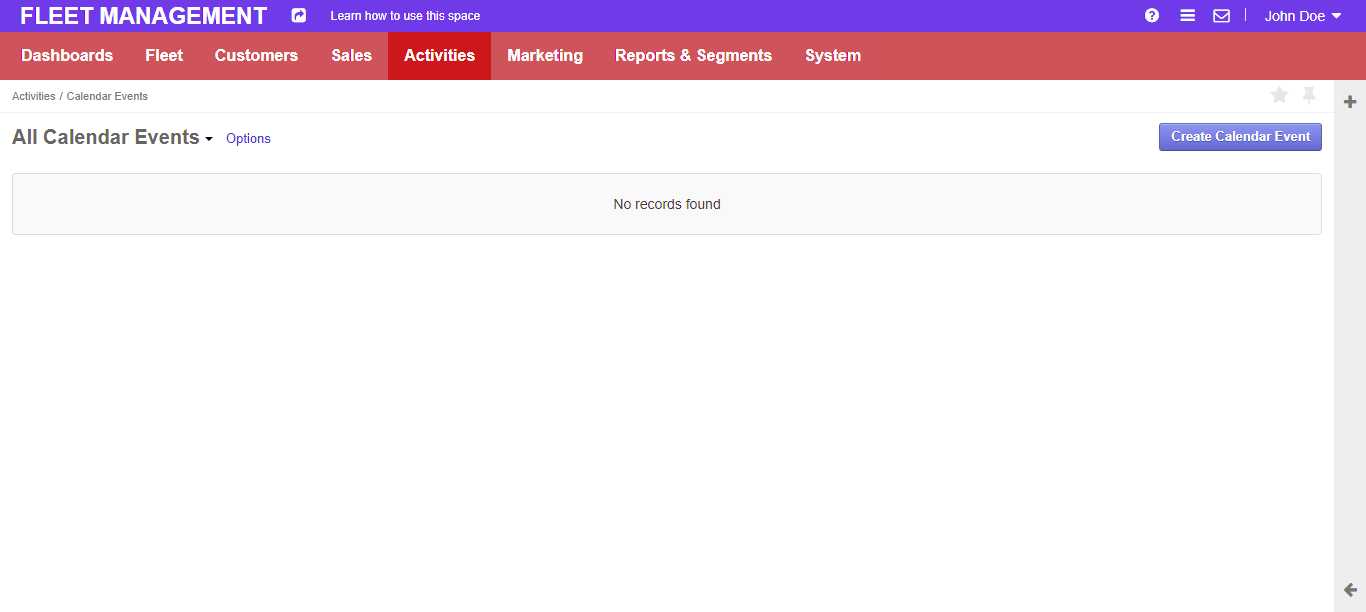 FLEET MANAGEMENT Learn how to use this space John Doe
Dashboards Fleet Customers Sales Activities Marketing Reports & Segments System
Activities / Calendar Events
All Calendar Events Options Create Calendar Event
No records found